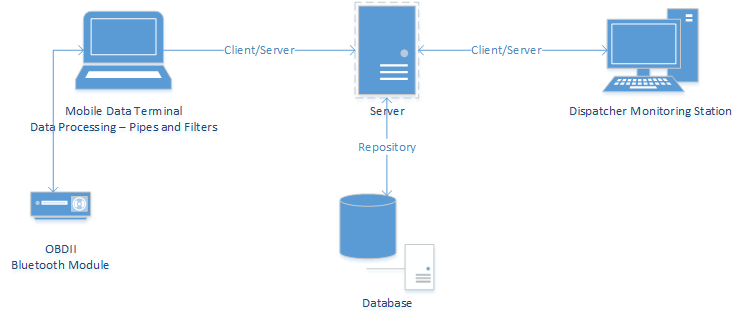 Client/Server
Client/Server
Mobile Data Terminal
Data Processing – Pipes and Filters
Server
Dispatcher Monitoring Station
Repository
OBDII
Bluetooth Module
Database